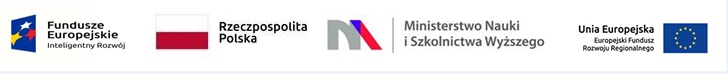 Fundusze
Europejskie
Inteligentny Rozwój
Rzeczpospolita
Polska
Ministerstwo Nauki
i Szkolnictwa Wyższego
Unia Europejska
Europejski Fundusz
Rozwoju Regionalnego